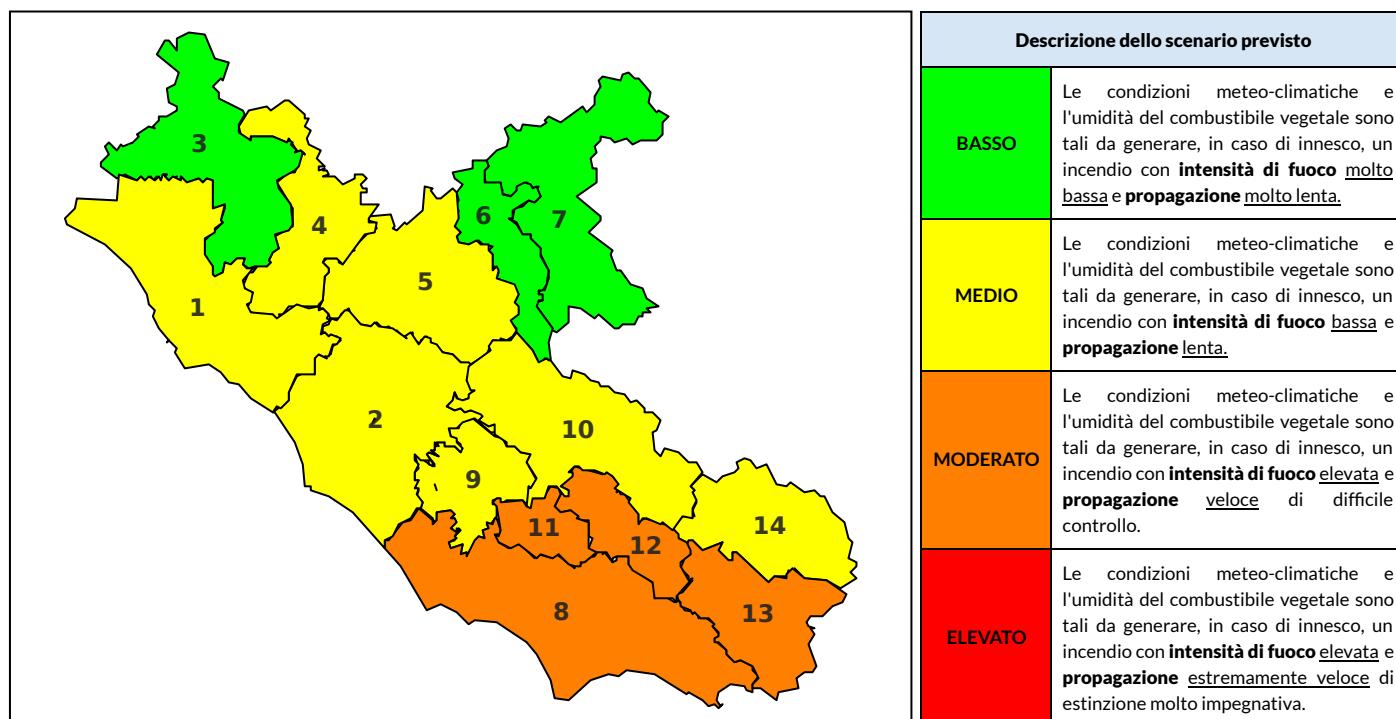 3
4
6
7
5
1
2
10
9
11
12
14
8
13
Descrizione dello scenario previsto
BASSO
Le condizioni meteo-climatiche e
l'umidità del combustibile vegetale sono
tali da generare, in caso di innesco, un
incendio con intensità di fuoco molto
bassa e propagazione molto lenta.
MEDIO
Le condizioni meteo-climatiche e
l'umidità del combustibile vegetale sono
tali da generare, in caso di innesco, un
incendio con intensità di fuoco bassa e
propagazione lenta.
MODERATO
Le condizioni meteo-climatiche e
l'umidità del combustibile vegetale sono
tali da generare, in caso di innesco, un
incendio con intensità di fuoco elevata e
propagazione veloce di difficile
controllo.
ELEVATO
Le condizioni meteo-climatiche e
l'umidità del combustibile vegetale sono
tali da generare, in caso di innesco, un
incendio con intensità di fuoco elevata e
propagazione estremamente veloce di
estinzione molto impegnativa.